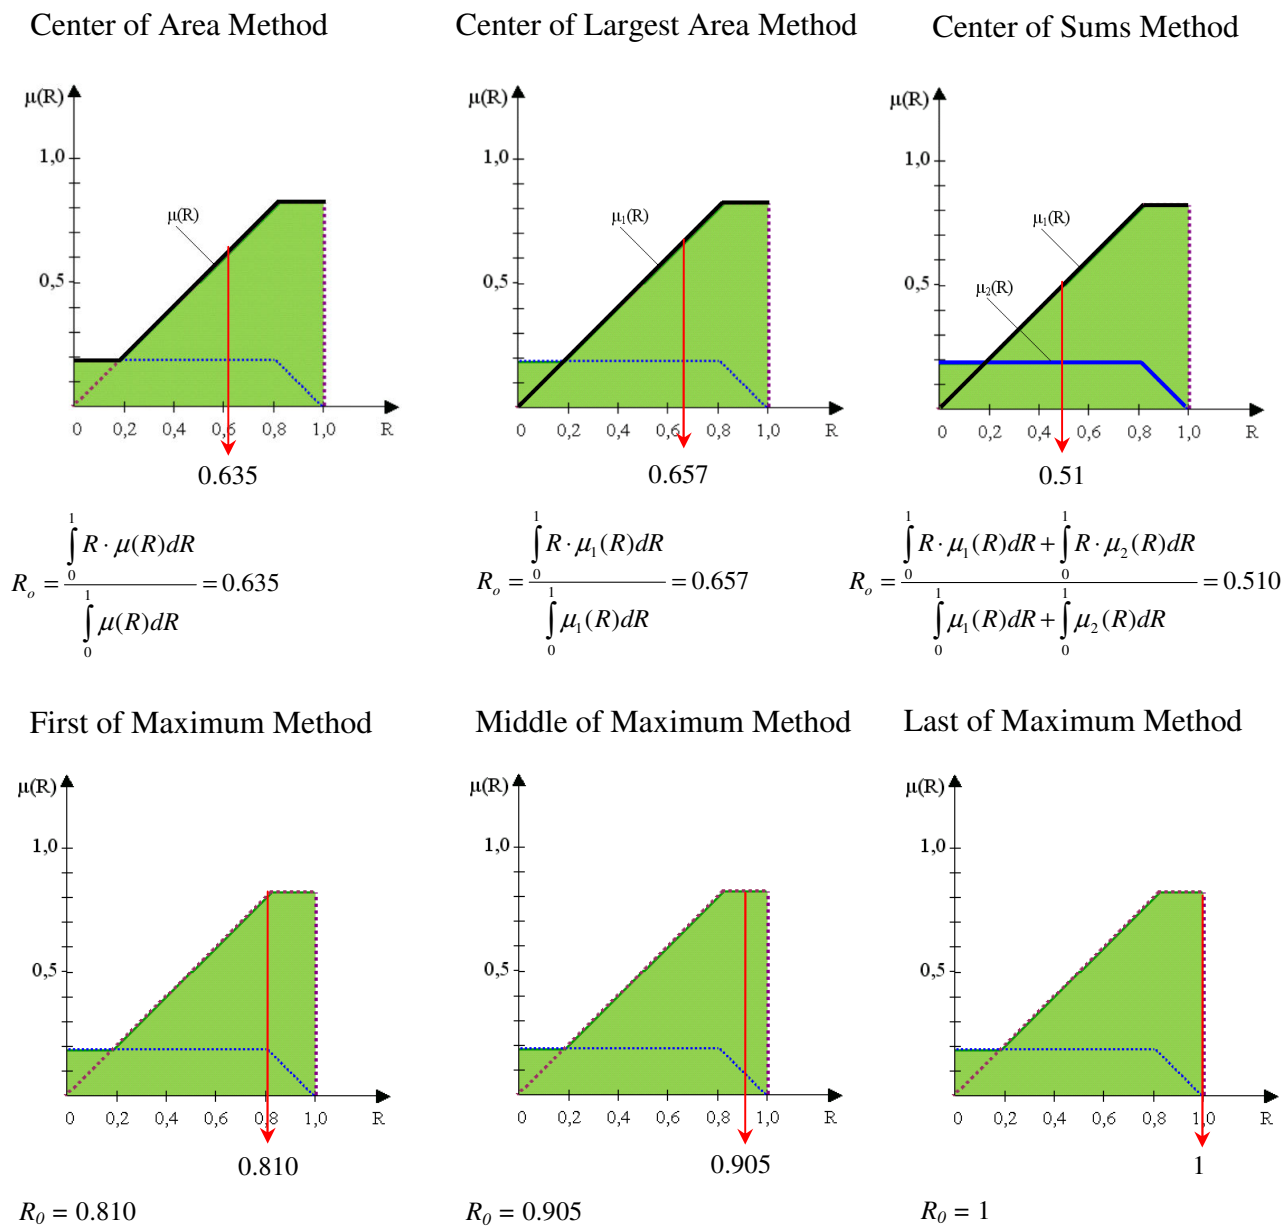 Center of Area Method
Center of Largest Area Method
Center of Sums Method
μ(R)
1,0
μ(R)
0,5
0 0,2 0,4 0,6 0,8 1,0 R
0.635
μ(R)
1,0
μ₁(R)
0,5
0 0,2 0,4 0,6 0,8 1,0 R
0.657
μ(R)
1,0
μ₁(R)
0,5
μ₂(R)
0 0,2 0,4 0,6 0,8 1,0 R
0.51
R_o = ∫₀¹ R · μ(R)dR / ∫₀¹ μ(R)dR = 0.635
R_o = ∫₀¹ R · μ₁(R)dR / ∫₀¹ μ₁(R)dR = 0.657
R_o = (∫₀¹ R · μ₁(R)dR + ∫₀¹ R · μ₂(R)dR) / (∫₀¹ μ₁(R)dR + ∫₀¹ μ₂(R)dR) = 0.510
First of Maximum Method
Middle of Maximum Method
Last of Maximum Method
μ(R)
1,0
0,5
0 0,2 0,4 0,6 0,8 1,0 R
0.810
μ(R)
1,0
0,5
0 0,2 0,4 0,6 0,8 1,0 R
0.905
μ(R)
1,0
0,5
0 0,2 0,4 0,6 0,8 1,0 R
1
R₀ = 0.810
R₀ = 0.905
R₀ = 1